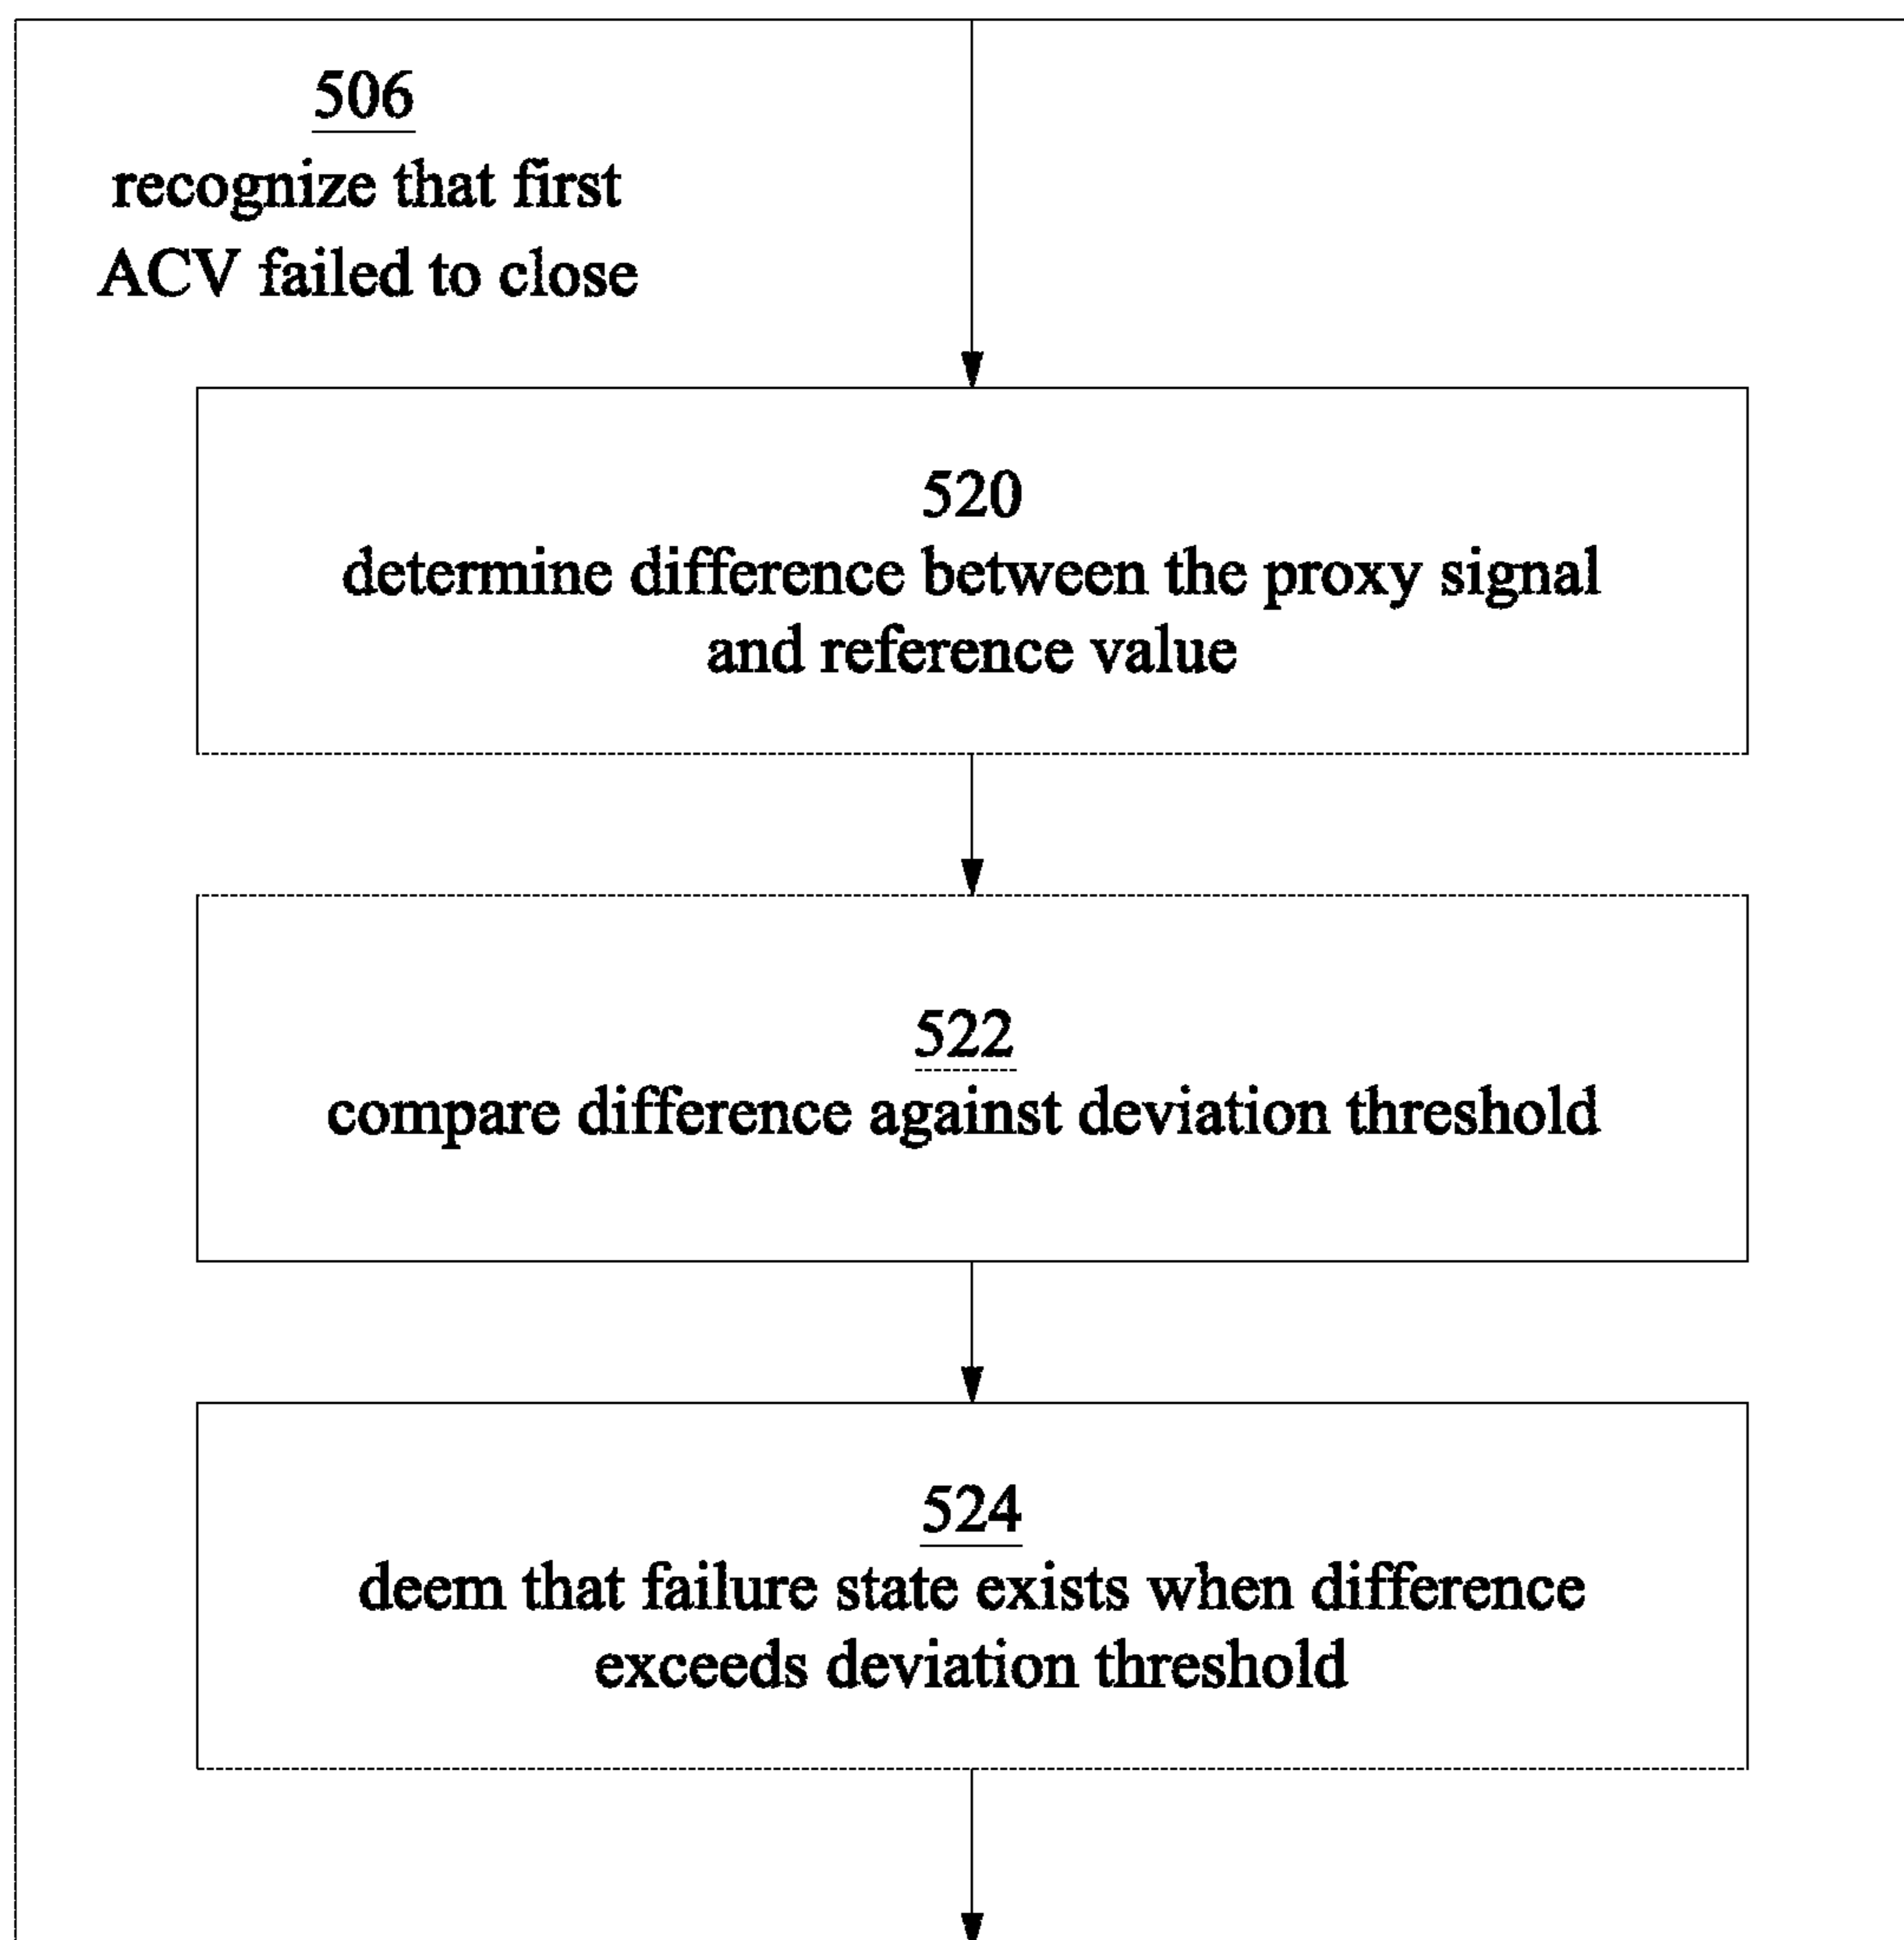 506
recognize that first
ACV failed to close
520
determine difference between the proxy signal
and reference value
522
compare difference against deviation threshold
524
deem that failure state exists when difference
exceeds deviation threshold